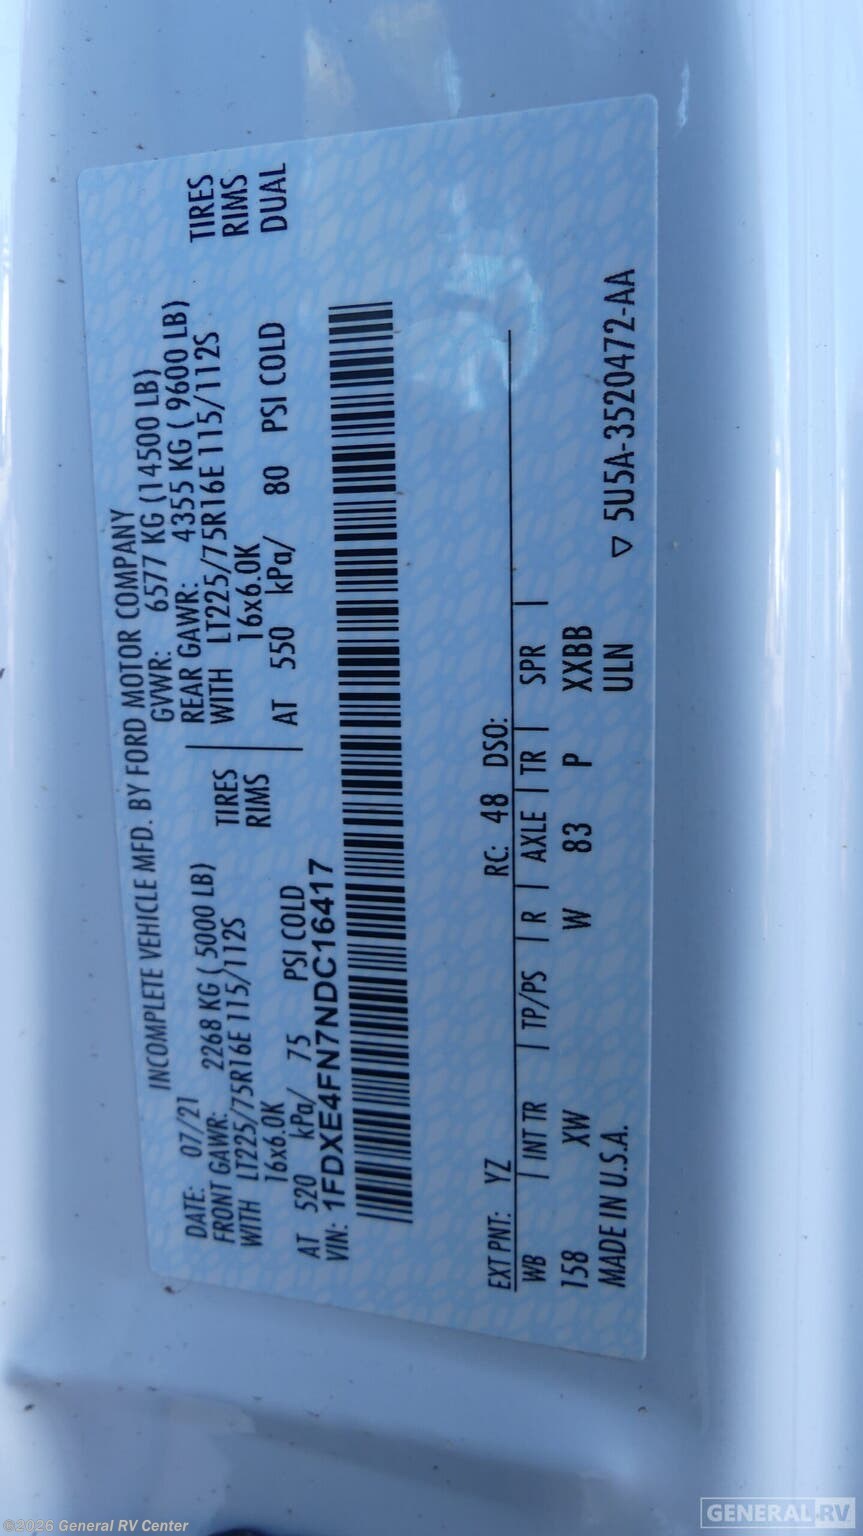 INCOMPLETE VEHICLE MFD. BY FORD MOTOR COMPANY
DATE: 07/21 GVWR: 6577 KG (14500 LB)
FRONT GAWR: 2268 KG ( 5000 LB) REAR GAWR: 4355 KG ( 9600 LB)
WITH LT225/75R16E 115/112S TIRES WITH LT225/75R16E 115/112S TIRES
16x6.0K RIMS 16x6.0K RIMS
AT 520 kPa/ 75 PSI COLD AT 550 kPa/ 80 PSI COLD DUAL
VIN: 1FDXE4FN7NDC16417
EXT PNT: YZ RC: 48 DSO:
WB INT TR TP/PS R AXLE TR SPR
158 XW W 83 P XXBB
MADE IN U.S.A. ULN ▽ 5U5A-3520472-AA
©2026 General RV Center
GENERAL RV